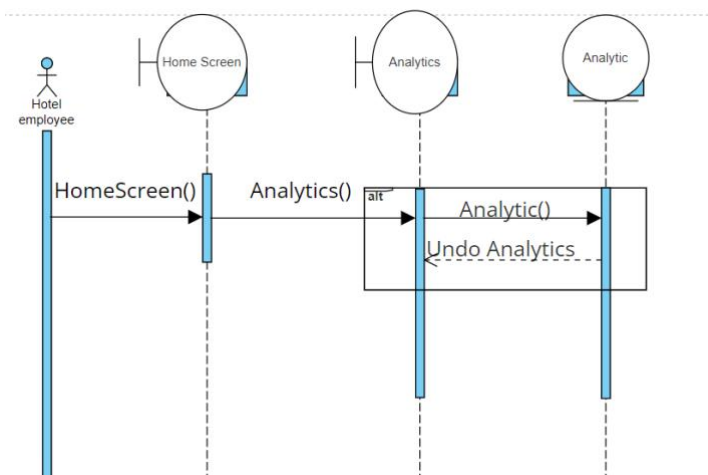 Home Screen
Analytics
Analytic
Hotel
employee
HomeScreen()
Analytics()
alt
Analytic()
Undo Analytics